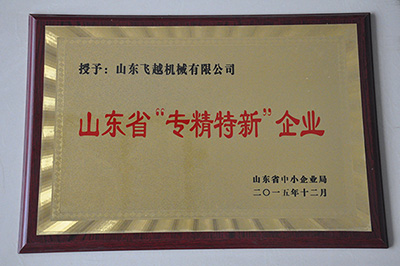 授予：山东飞越机械有限公司
山东省“专精特新”企业
山东省中小企业局
二〇一五年十二月